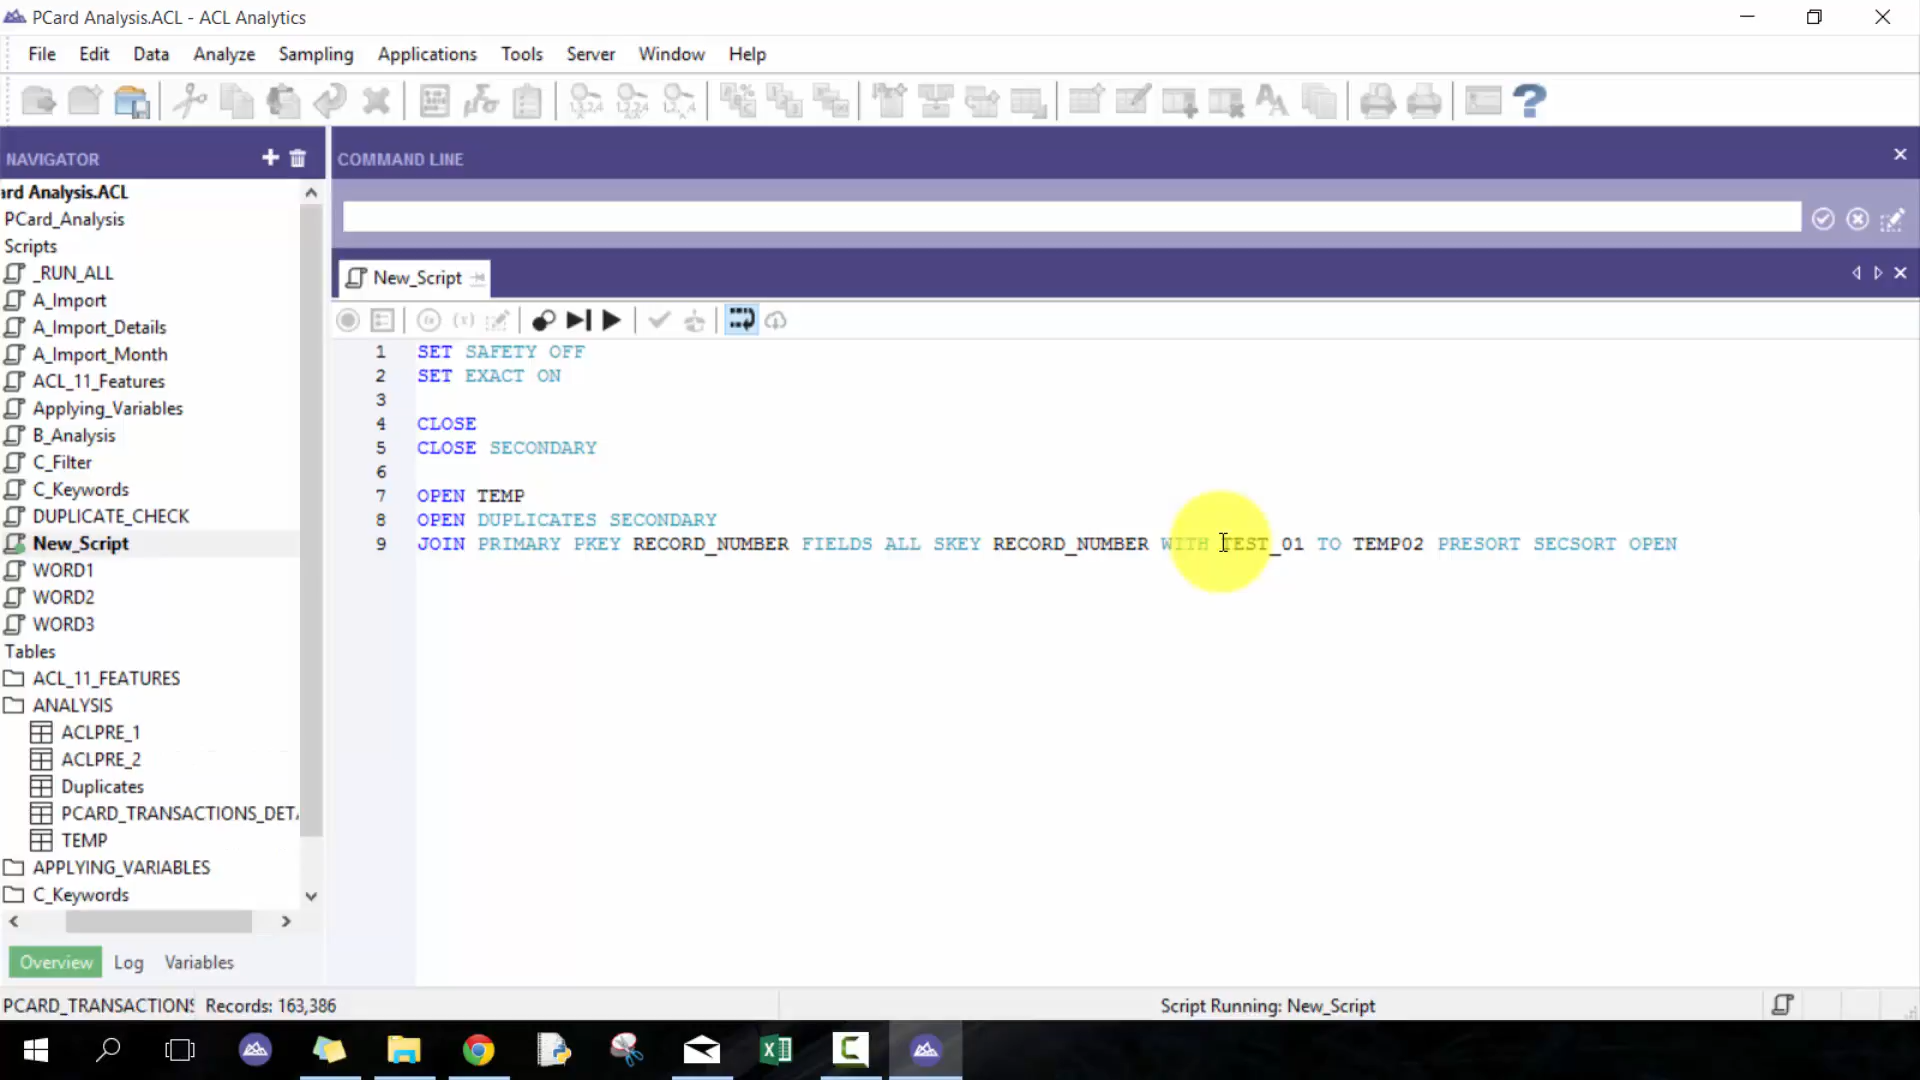 PCard Analysis.ACL - ACL Analytics
File Edit Data Analyze Sampling Applications Tools Server Window Help
NAVIGATOR
COMMAND LINE
ard Analysis.ACL
PCard_Analysis
Scripts
_RUN_ALL
A_Import
A_Import_Details
A_Import_Month
ACL_11_Features
Applying_Variables
B_Analysis
C_Filter
C_Keywords
DUPLICATE_CHECK
New_Script
WORD1
WORD2
WORD3
Tables
ACL_11_FEATURES
ANALYSIS
ACLPRE_1
ACLPRE_2
Duplicates
PCARD_TRANSACTIONS_DETA
TEMP
APPLYING_VARIABLES
C_Keywords
Overview Log Variables
New_Script
1 SET SAFETY OFF
2 SET EXACT ON
3
4 CLOSE
5 CLOSE SECONDARY
6
7 OPEN TEMP
8 OPEN DUPLICATES SECONDARY
9 JOIN PRIMARY PKEY RECORD_NUMBER FIELDS ALL SKEY RECORD_NUMBER WITH TEST_01 TO TEMP02 PRESORT SECSORT OPEN
PCARD_TRANSACTIONS Records: 163,386 Script Running: New_Script